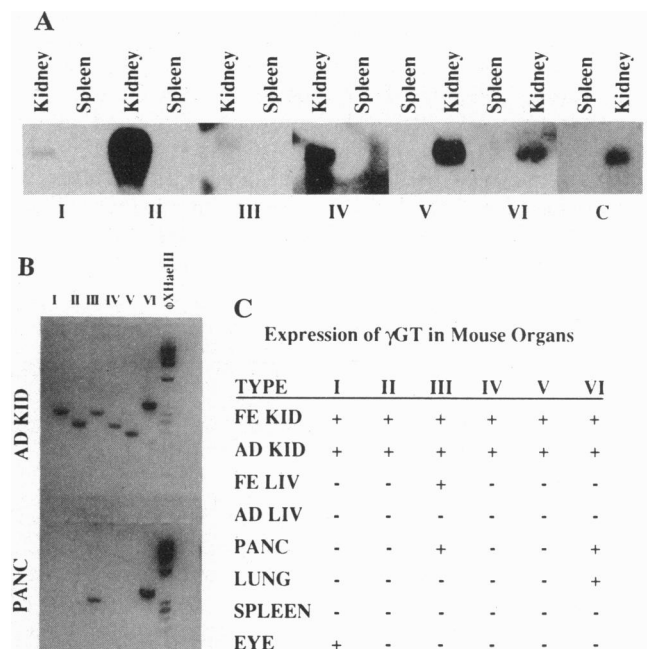 A
Kidney Spleen Kidney Spleen Kidney Spleen Kidney Spleen Spleen Kidney Spleen Kidney Spleen Kidney
I II III IV V VI C
B
I II III IV V VI φXHaeIII
AD KID
PANC
C
Expression of γGT in Mouse Organs
TYPE I II III IV V VI
FE KID + + + + + +
AD KID + + + + + +
FE LIV - - + - - -
AD LIV - - - - - -
PANC - - + - - +
LUNG - - - - - +
SPLEEN - - - - - -
EYE + - - - - -